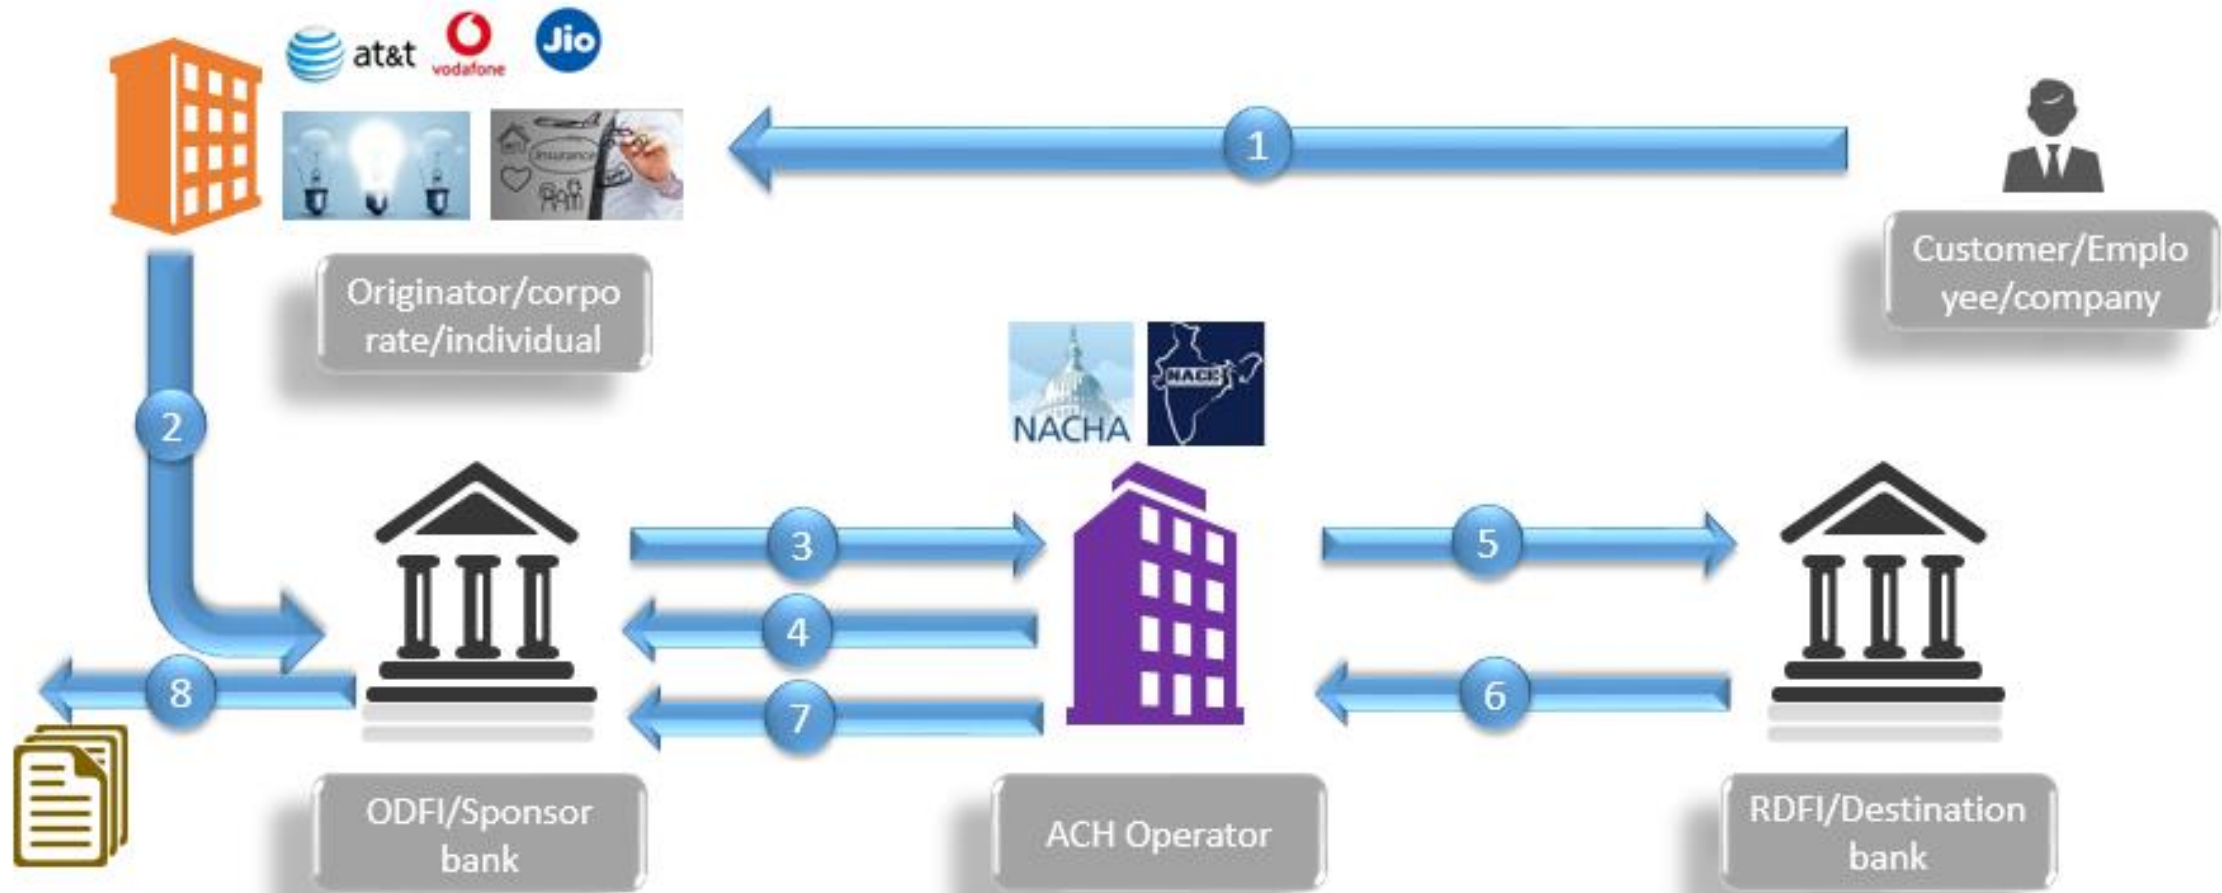 at&t
vodafone
Jio
insurance
1
Originator/corpo
rate/individual
Customer/Emplo
yee/company
2
NACHA
NACH
3
5
4
8
7
6
ODFI/Sponsor
bank
ACH Operator
RDFI/Destination
bank